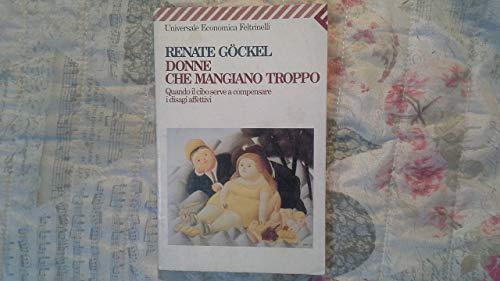 Universale Economica Feltrinelli
RENATE GÖCKEL
DONNE
CHE MANGIANO TROPPO
Quando il cibo serve a compensare
i disagi affettivi